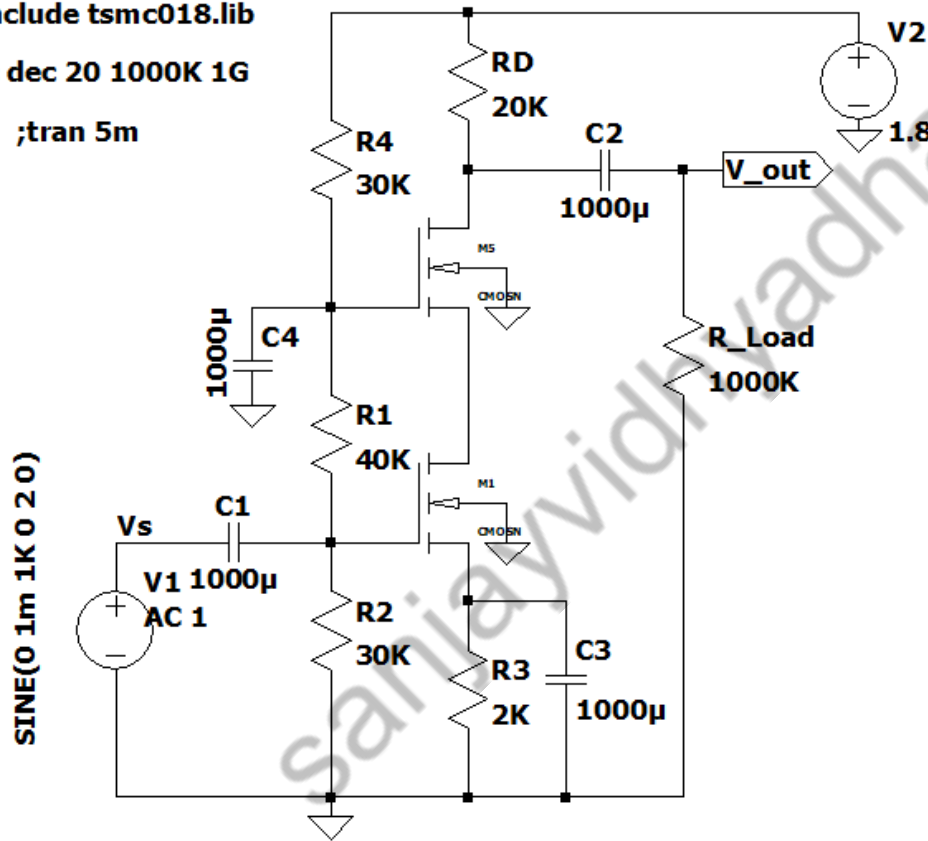 nclude tsmc018.lib
dec 20 1000K 1G
;tran 5m
V2
1.8
RD
20K
R4
30K
C2
1000µ
V_out
M5
CMOSN
C4
1000µ
R_Load
1000K
R1
40K
M1
CMOSN
SINE(0 1m 1K 0 2 0)
Vs
C1
1000µ
V1
AC 1
R2
30K
R3
2K
C3
1000µ
sanjayvidhyadha